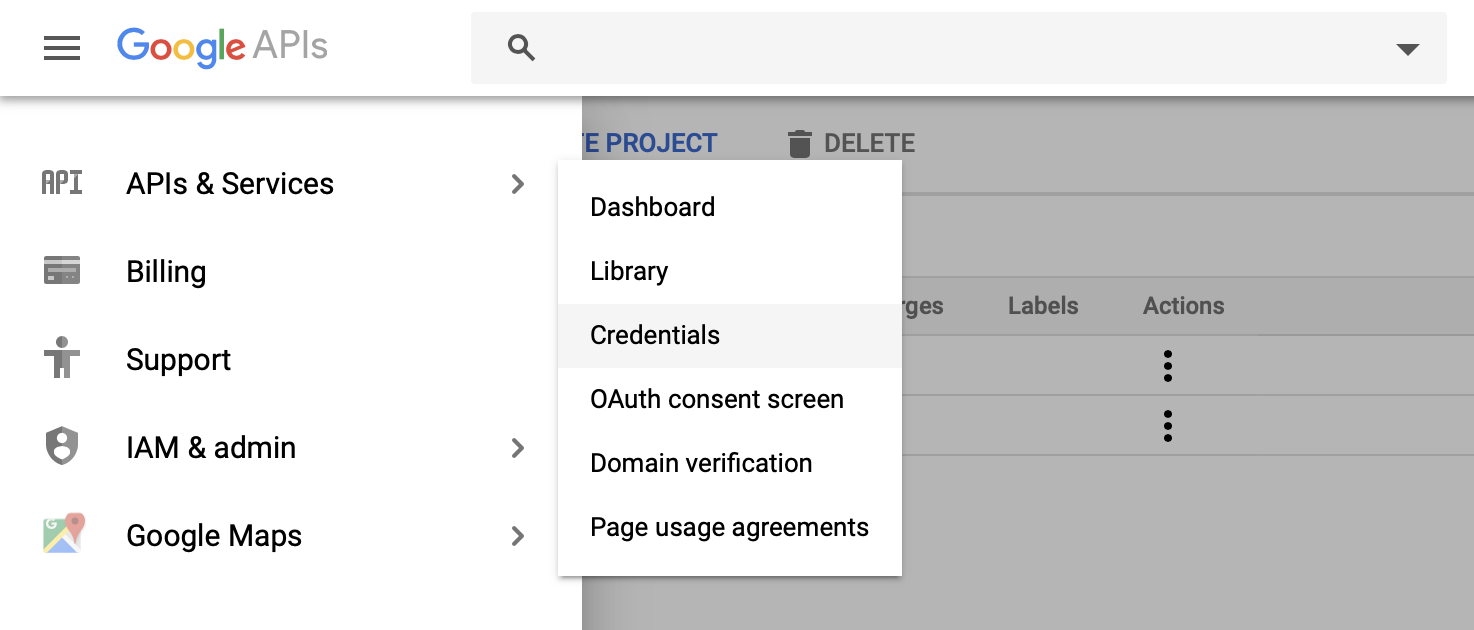 Google APIs
TE PROJECT
DELETE
API
APIs & Services
Billing
Support
IAM & admin
G
Google Maps
Dashboard
Library
Credentials
OAuth consent screen
Domain verification
Page usage agreements
rges
Labels
Actions